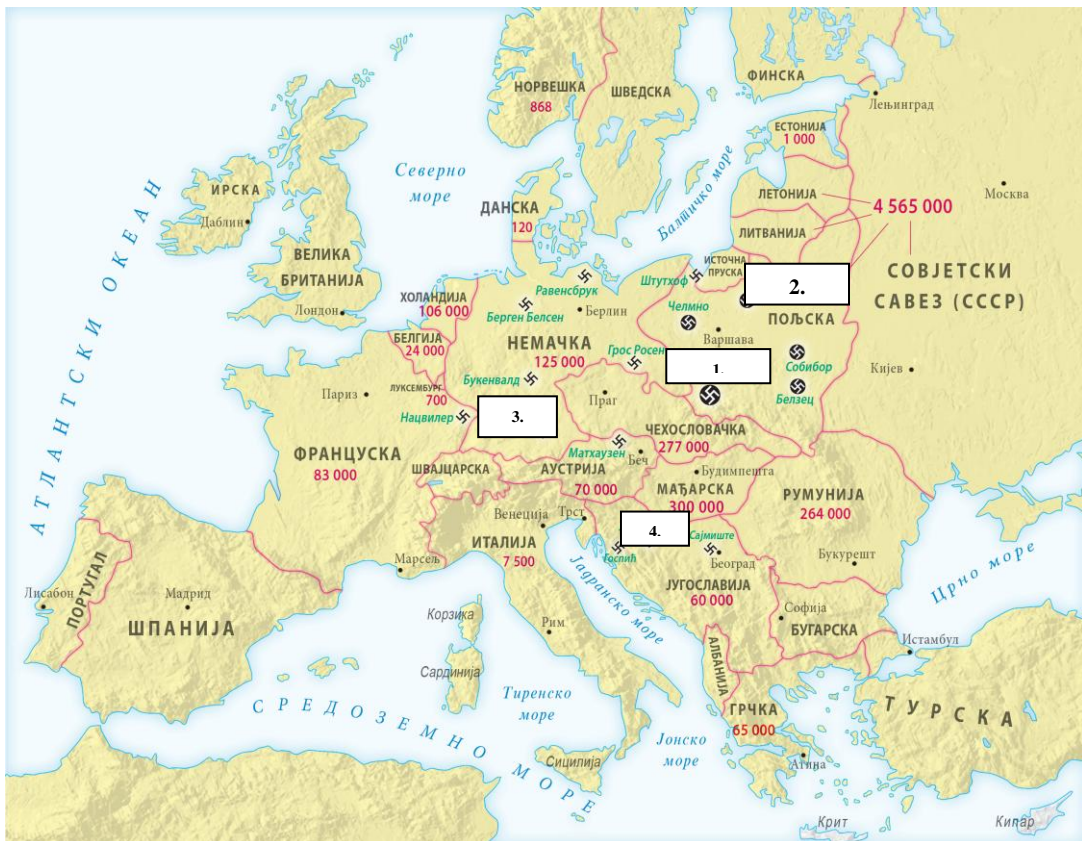 НОРВЕШКА
868
ШВЕДСКА
ФИНСКА
Лењинград
ЕСТОНИЈА
1 000
Москва
ЛЕТОНИЈА
4 565 000
ЛИТВАНИЈА
ИРСКА
Даблин
Северно
море
ДАНСКА
120
Балтичко море
ВЕЛИКА
БРИТАНИЈА
Лондон
АТЛАНТСКИ ОКЕАН
ИСТОЧНА
ПРУСКА
Штутхоф
2.
СОВЈЕТСКИ
САВЕЗ (СССР)
Равенсбрук
ХОЛАНДИЈА
106 000
Берген Белсен
Берлин
Челмно
ПОЉСКА
Варшава
БЕЛГИЈА
24 000
НЕМАЧКА
125 000
Грос Росен
1.
Собибор
Кијев
ЛУКСЕМБУРГ
700
Букенвалд
Белзец
Париз
Праг
Нацвилер
3.
ЧЕХОСЛОВАЧКА
277 000
ФРАНЦУСКА
83 000
Матхаузен
Беч
ШВАЈЦАРСКА
АУСТРИЈА
70 000
Будимпешта
МАЂАРСКА
300 000
РУМУНИЈА
264 000
Венеција
Трст
4.
Сајмиште
ИТАЛИЈА
7 500
Госпић
Београд
Букурешт
Марсељ
Јадранско море
ЈУГОСЛАВИЈА
60 000
Црно море
ПОРТУГАЛ
Лисабон
Мадрид
ШПАНИЈА
Корзика
Рим
Софија
БУГАРСКА
Истамбул
АЛБАНИЈА
Сардинија
Тиренско
море
ГРЧКА
65 000
ТУРСКА
СРЕДОЗЕМНО МОРЕ
Јонско
море
Сицилија
Атина
Крит
Кипар